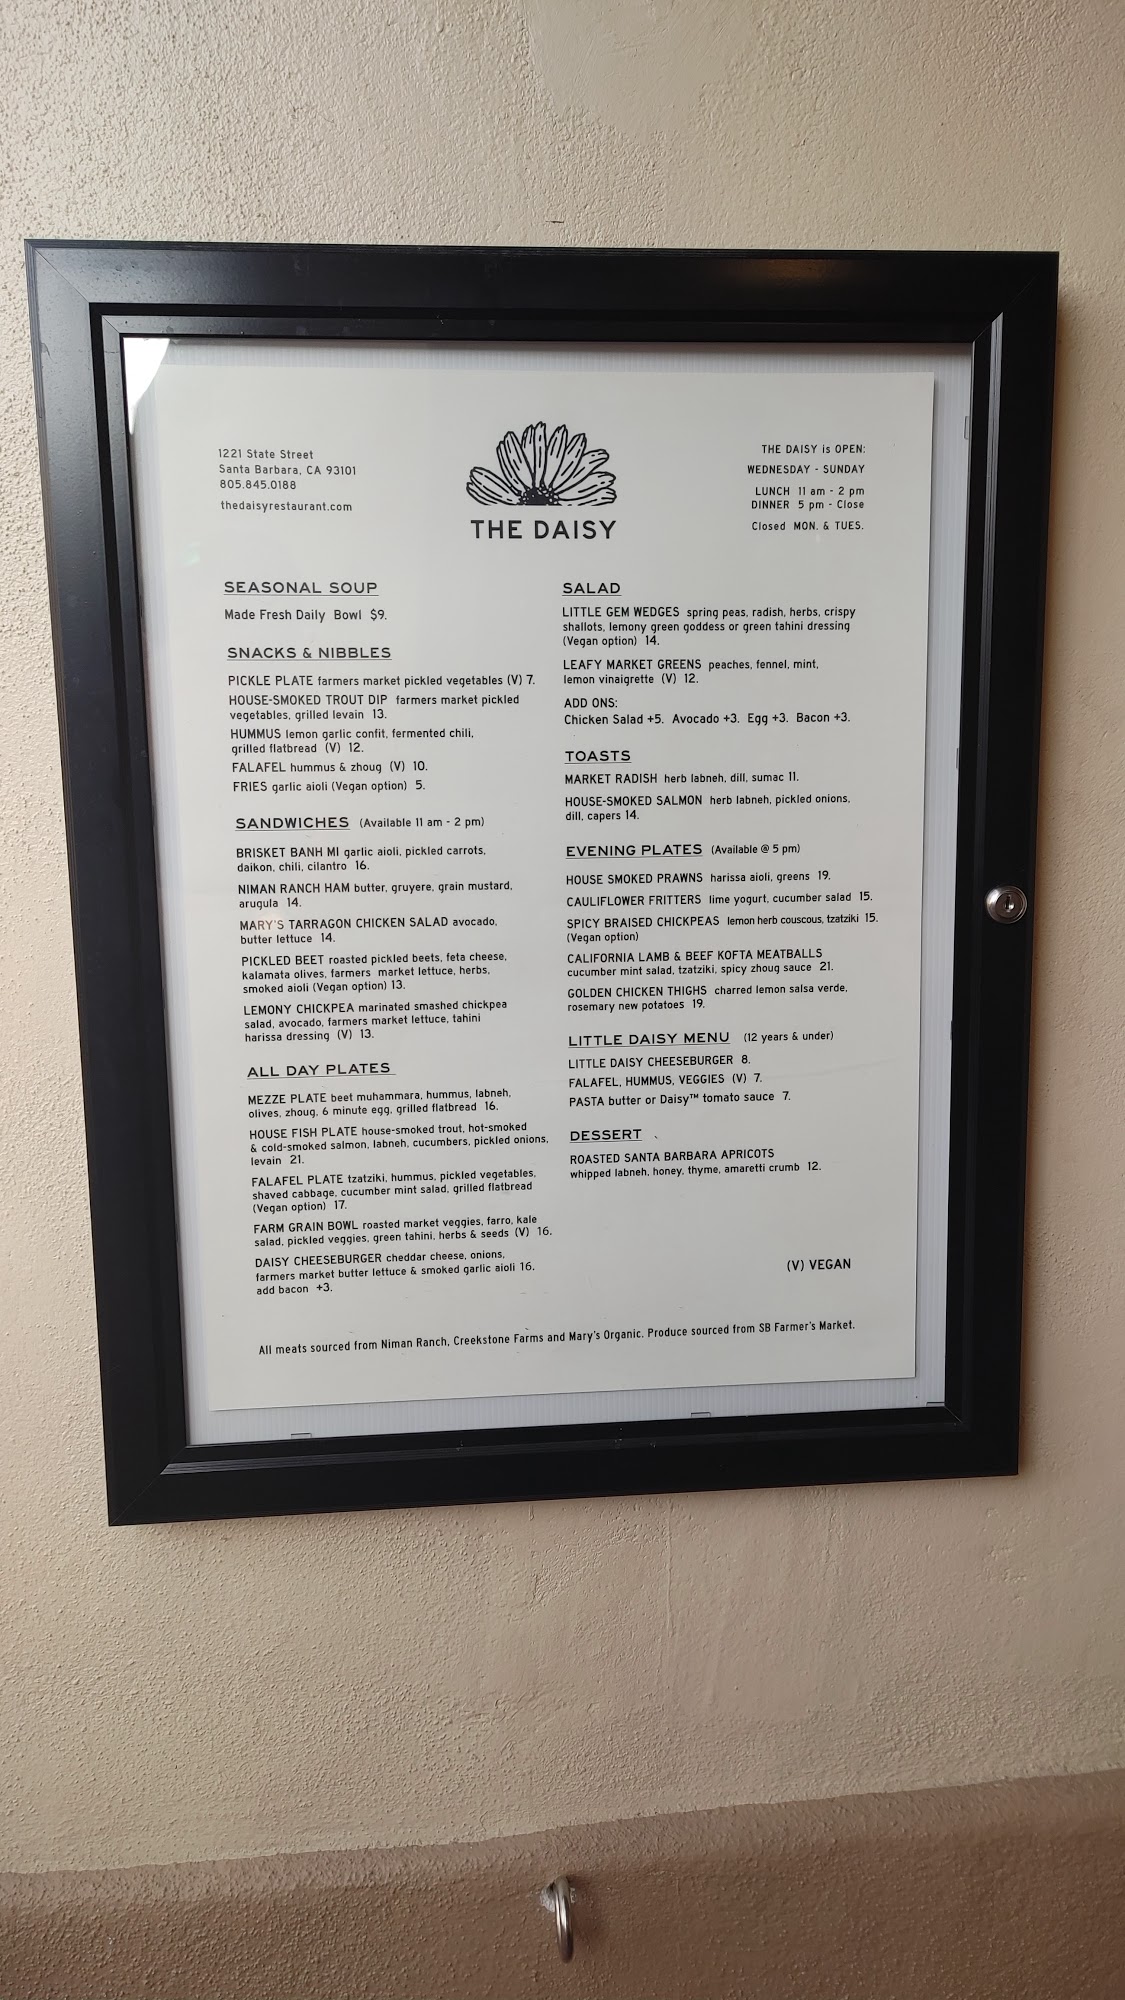 1221 State Street
Santa Barbara, CA 93101
805.845.0188
thedaisyrestaurant.com
THE DAISY
THE DAISY is OPEN:
WEDNESDAY - SUNDAY
LUNCH 11 am - 2 pm
DINNER 5 pm - Close
Closed MON. & TUES.
SEASONAL SOUP
Made Fresh Daily Bowl $9.
SNACKS & NIBBLES
PICKLE PLATE farmers market pickled vegetables (V) 7.
HOUSE-SMOKED TROUT DIP farmers market pickled
vegetables, grilled levain 13.
HUMMUS lemon garlic confit, fermented chili,
grilled flatbread (V) 12.
FALAFEL hummus & zhoug (V) 10.
FRIES garlic aioli (Vegan option) 5.
SANDWICHES (Available 11 am - 2 pm)
BRISKET BANH MI garlic aioli, pickled carrots,
daikon, chili, cilantro 16.
NIMAN RANCH HAM butter, gruyere, grain mustard,
arugula 14.
MARY'S TARRAGON CHICKEN SALAD avocado,
butter lettuce 14.
PICKLED BEET roasted pickled beets, feta cheese,
kalamata olives, farmers market lettuce, herbs,
smoked aioli (Vegan option) 13.
LEMONY CHICKPEA marinated smashed chickpea
salad, avocado, farmers market lettuce, tahini
harissa dressing (V) 13.
ALL DAY PLATES
MEZZE PLATE beet muhammara, hummus, labneh,
olives, zhoug, 6 minute egg, grilled flatbread 16.
HOUSE FISH PLATE house-smoked trout, hot-smoked
& cold-smoked salmon, labneh, cucumbers, pickled onions,
levain 21.
FALAFEL PLATE tzatziki, hummus, pickled vegetables,
shaved cabbage, cucumber mint salad, grilled flatbread
(Vegan option) 17.
FARM GRAIN BOWL roasted market veggies, farro, kale
salad, pickled veggies, green tahini, herbs & seeds (V) 16.
DAISY CHEESEBURGER cheddar cheese, onions,
farmers market butter lettuce & smoked garlic aioli 16.
add bacon +3.
SALAD
LITTLE GEM WEDGES spring peas, radish, herbs, crispy
shallots, lemony green goddess or green tahini dressing
(Vegan option) 14.
LEAFY MARKET GREENS peaches, fennel, mint,
lemon vinaigrette (V) 12.
ADD ONS:
Chicken Salad +5. Avocado +3. Egg +3. Bacon +3.
TOASTS
MARKET RADISH herb labneh, dill, sumac 11.
HOUSE-SMOKED SALMON herb labneh, pickled onions,
dill, capers 14.
EVENING PLATES (Available @ 5 pm)
HOUSE SMOKED PRAWNS harissa aioli, greens 19.
CAULIFLOWER FRITTERS lime yogurt, cucumber salad 15.
SPICY BRAISED CHICKPEAS lemon herb couscous, tzatziki 15.
(Vegan option)
CALIFORNIA LAMB & BEEF KOFTA MEATBALLS
cucumber mint salad, tzatziki, spicy zhoug sauce 21.
GOLDEN CHICKEN THIGHS charred lemon salsa verde,
rosemary new potatoes 19.
LITTLE DAISY MENU (12 years & under)
LITTLE DAISY CHEESEBURGER 8.
FALAFEL, HUMMUS, VEGGIES (V) 7.
PASTA butter or Daisy™ tomato sauce 7.
DESSERT
ROASTED SANTA BARBARA APRICOTS
whipped labneh, honey, thyme, amaretti crumb 12.
(V) VEGAN
All meats sourced from Niman Ranch, Creekstone Farms and Mary's Organic. Produce sourced from SB Farmer's Market.